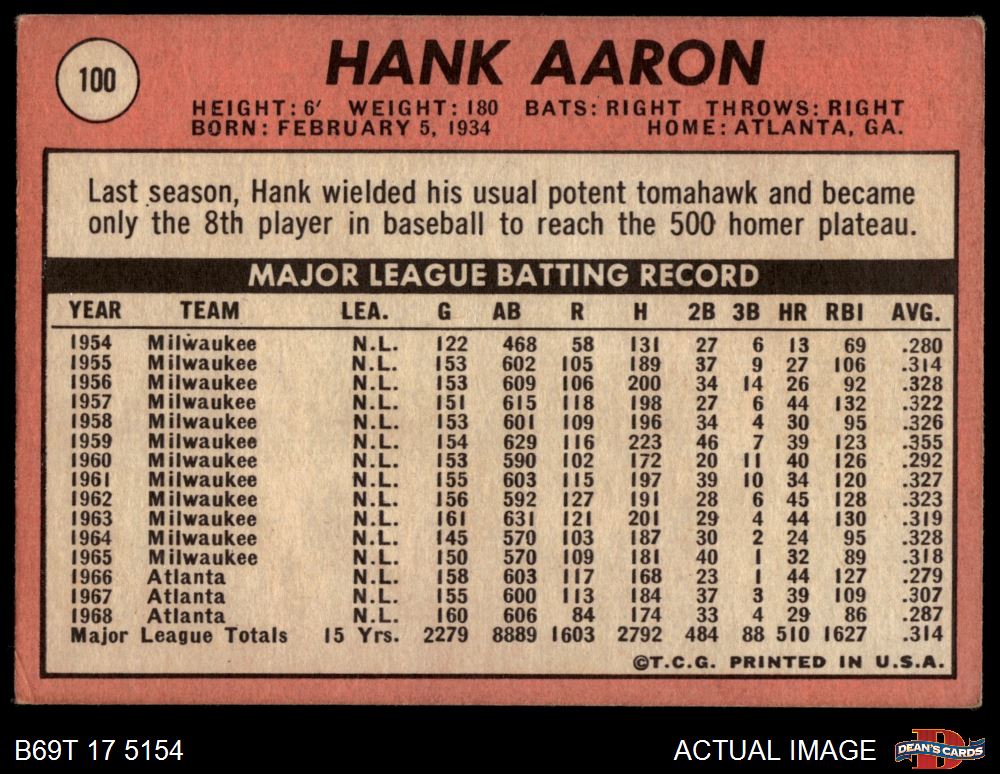 100
HANK AARON
HEIGHT: 6' WEIGHT: 180 BATS: RIGHT THROWS: RIGHT
BORN: FEBRUARY 5, 1934 HOME: ATLANTA, GA.
Last season, Hank wielded his usual potent tomahawk and became
only the 8th player in baseball to reach the 500 homer plateau.
MAJOR LEAGUE BATTING RECORD
YEAR TEAM LEA. G AB R H 2B 3B HR RBI AVG.
1954 Milwaukee N.L. 122 468 58 131 27 6 13 69 .280
1955 Milwaukee N.L. 153 602 105 189 37 9 27 106 .314
1956 Milwaukee N.L. 153 609 106 200 34 14 26 92 .328
1957 Milwaukee N.L. 151 615 118 198 27 6 44 132 .322
1958 Milwaukee N.L. 153 601 109 196 34 4 30 95 .326
1959 Milwaukee N.L. 154 629 116 223 46 7 39 123 .355
1960 Milwaukee N.L. 153 590 102 172 20 11 40 126 .292
1961 Milwaukee N.L. 155 603 115 197 39 10 34 120 .327
1962 Milwaukee N.L. 156 592 127 191 28 6 45 128 .323
1963 Milwaukee N.L. 161 631 121 201 29 4 44 130 .319
1964 Milwaukee N.L. 145 570 103 187 30 2 24 95 .328
1965 Milwaukee N.L. 150 570 109 181 40 1 32 89 .318
1966 Atlanta N.L. 158 603 117 168 23 1 44 127 .279
1967 Atlanta N.L. 155 600 113 184 37 3 39 109 .307
1968 Atlanta N.L. 160 606 84 174 33 4 29 86 .287
Major League Totals 15 Yrs. 2279 8889 1603 2792 484 88 510 1627 .314
©T.C.G. PRINTED IN U.S.A.
B69T 17 5154 ACTUAL IMAGE
D
DEAN'S CARDS